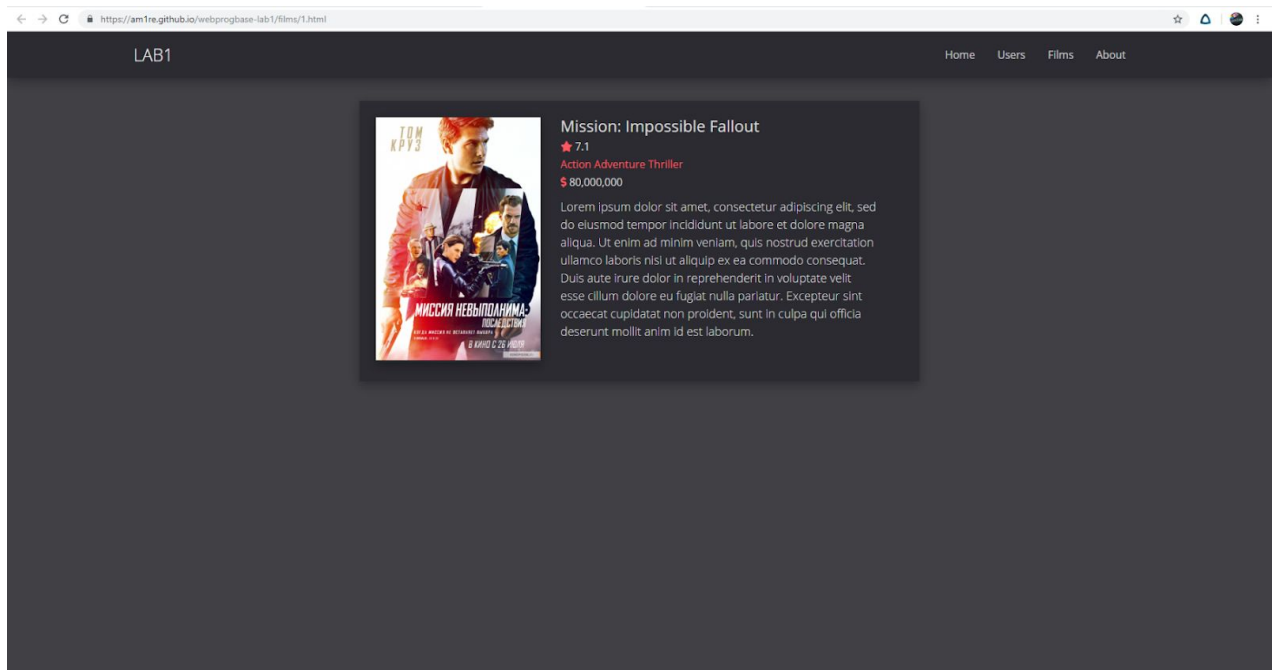 https://am1re.github.io/webprogbase-lab1/films/1.html
LAB1
Home Users Films About
ТОМ
КРУЗ
МИССИЯ НЕВЫПОЛНИМА:
ПОСЛЕДСТВИЯ
КОГДА МИССИЯ НЕ ОСТАВЛЯЕТ ВЫБОРА
В КИНО С 26 ИЮЛЯ
Mission: Impossible Fallout
7.1
Action Adventure Thriller
$ 80,000,000
Lorem ipsum dolor sit amet, consectetur adipiscing elit, sed
do eiusmod tempor incididunt ut labore et dolore magna
aliqua. Ut enim ad minim veniam, quis nostrud exercitation
ullamco laboris nisi ut aliquip ex ea commodo consequat.
Duis aute irure dolor in reprehenderit in voluptate velit
esse cillum dolore eu fugiat nulla pariatur. Excepteur sint
occaecat cupidatat non proident, sunt in culpa qui officia
deserunt mollit anim id est laborum.